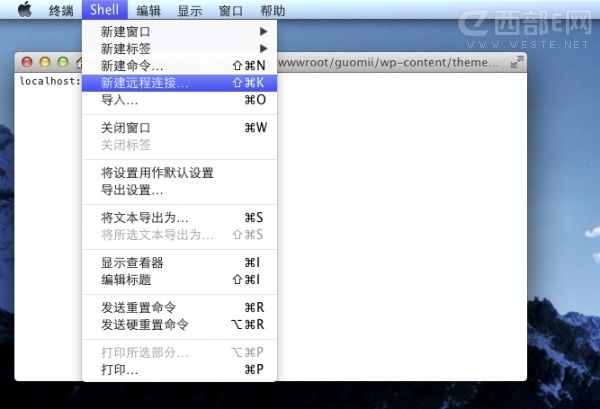 终端 Shell 编辑 显示 窗口 帮助
西部e网
WWW.WESTE.NET
wwwroot/guomii/wp-content/theme...
localhost:
新建窗口 ▶
新建标签 ▶
新建命令... ⇧⌘N
新建远程连接... ⇧⌘K
导入... ⌘O
关闭窗口 ⌘W
关闭标签
将设置用作默认设置
导出设置...
将文本导出为... ⌘S
将所选文本导出为... ⇧⌘S
显示查看器 ⌘I
编辑标题 ⇧⌘I
发送重置命令 ⌘R
发送硬重置命令 ⌥⌘R
打印所选部分... ⌥⌘P
打印... ⌘P